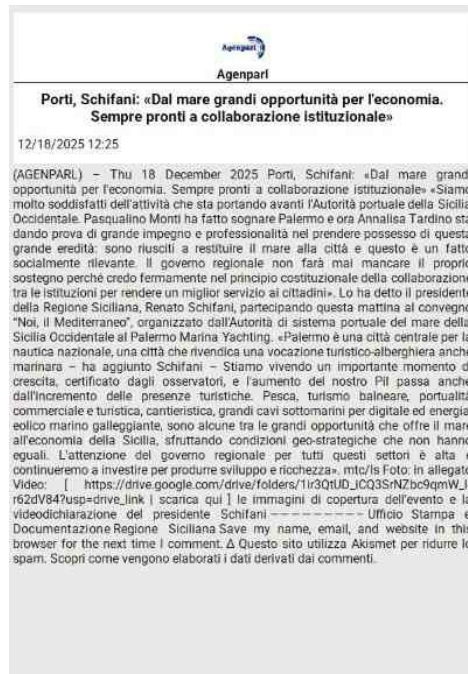 Agenparl
Agenparl
Porti, Schifani: «Dal mare grandi opportunità per l'economia.
Sempre pronti a collaborazione istituzionale»
12/18/2025 12:25
(AGENPARL) – Thu 18 December 2025 Porti, Schifani: «Dal mare grand
opportunità per l'economia. Sempre pronti a collaborazione istituzionale» «Siam
molto soddisfatti dell'attività che sta portando avanti l'Autorità portuale della Sicilia
Occidentale. Pasqualino Monti ha fatto sognare Palermo e ora Annalisa Tardino sta
dando prova di grande impegno e professionalità nel prendere possesso di questa
grande eredità: sono riusciti a restituire il mare alla città e questo è un fatto
socialmente rilevante. Il governo regionale non farà mai mancare il proprio
sostegno perché credo fermamente nel principio costituzionale della collaborazione
tra le istituzioni per rendere un miglior servizio ai cittadini». Lo ha detto il presidente
della Regione Siciliana, Renato Schifani, partecipando questa mattina al convegno
"Noi, il Mediterraneo", organizzato dall'Autorità di sistema portuale del mare della
Sicilia Occidentale al Palermo Marina Yachting. «Palermo è una città centrale per la
nautica nazionale, una città che rivendica una vocazione turistico-alberghiera anche
marinara – ha aggiunto Schifani – Stiamo vivendo un importante momento d
crescita, certificato dagli osservatori, e l'aumento del nostro Pil passa anche
dall'incremento delle presenze turistiche. Pesca, turismo balneare, portualità
commerciale e turistica, cantieristica, grandi cavi sottomarini per digitale ed energia
eolico marino galleggiante, sono alcune tra le grandi opportunità che offre il mare
all'economia della Sicilia, sfruttando condizioni geo-strategiche che non hanno
eguali. L'attenzione del governo regionale per tutti questi settori è alta e
continueremo a investire per produrre sviluppo e ricchezza». mtc/ls Foto: in allegato
Video: [ https://drive.google.com/drive/folders/1ir3QtUD_iCQ3SrNZbc9qmW_I-
r62dV84?usp=drive_link | scarica qui ] le immagini di copertura dell'evento e la
videodichiarazione del presidente Schifani ————————— Ufficio Stampa e
Documentazione Regione Siciliana Save my name, email, and website in this
browser for the next time I comment. Δ Questo sito utilizza Akismet per ridurre lo
spam. Scopri come vengono elaborati i dati derivati dai commenti.